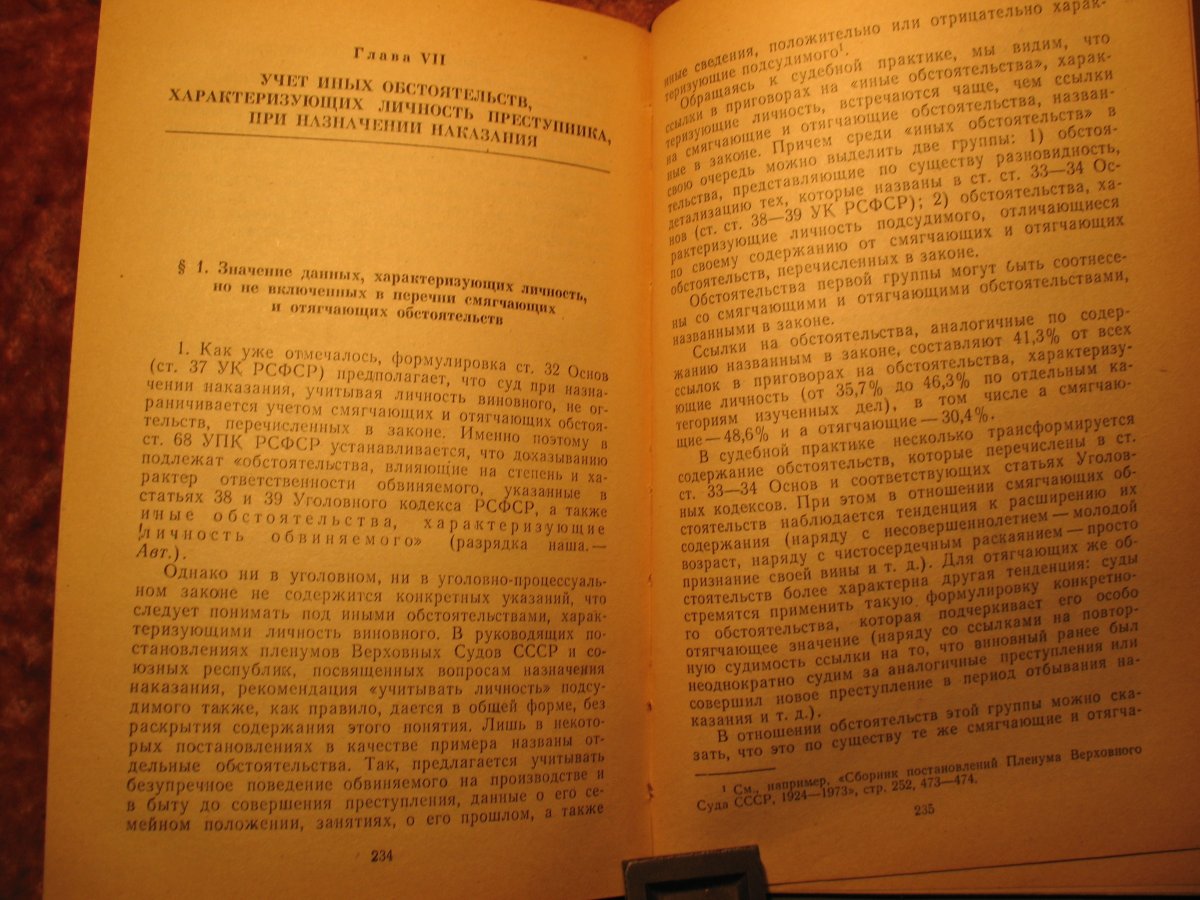 Глава VII
УЧЕТ ИНЫХ ОБСТОЯТЕЛЬСТВ,
ХАРАКТЕРИЗУЮЩИХ ЛИЧНОСТЬ ПРЕСТУПНИКА,
ПРИ НАЗНАЧЕНИИ НАКАЗАНИЯ
§ 1. Значение данных, характеризующих личность,
но не включенных в перечни смягчающих
и отягчающих обстоятельств
1. Как уже отмечалось, формулировка ст. 32 Основ
(ст. 37 УК РСФСР) предполагает, что суд при назна-
чении наказания, учитывая личность виновного, не ог-
раничивается учетом смягчающих и отягчающих обстоя-
тельств, перечисленных в законе. Именно поэтому в
ст. 68 УПК РСФСР устанавливается, что доказыванию
подлежат «обстоятельства, влияющие на степень и ха-
рактер ответственности обвиняемого, указанные в
статьях 38 и 39 Уголовного кодекса РСФСР, а также
иные обстоятельства, характеризующие
личность обвиняемого» (разрядка наша.—
Авт.).
Однако ни в уголовном, ни в уголовно-процессуаль-
ном законе не содержится конкретных указаний, что
следует понимать под иными обстоятельствами, харак-
теризующими личность виновного. В руководящих по-
становлениях пленумов Верховных Судов СССР и со-
юзных республик, посвященных вопросам назначения
наказания, рекомендация «учитывать личность» подсу-
димого также, как правило, дается в общей форме, без
раскрытия содержания этого понятия. Лишь в некото-
рых постановлениях в качестве примера названы от-
дельные обстоятельства. Так, предлагается учитывать
безупречное поведение обвиняемого на производстве и
в быту до совершения преступления, данные о его се-
мейном положении, занятиях, о его прошлом, а также
234
иные сведения, положительно или отрицательно харак-
теризующие подсудимого¹.
Обращаясь к судебной практике, мы видим, что
ссылки в приговорах на «иные обстоятельства», харак-
теризующие личность, встречаются чаще, чем ссылки
на смягчающие и отягчающие обстоятельства, назван-
ные в законе. Причем среди «иных обстоятельств» в
свою очередь можно выделить две группы: 1) обстоя-
тельства, представляющие по существу разновидность,
детализацию тех, которые названы в ст. ст. 33—34 Ос-
нов (ст. ст. 38—39 УК РСФСР); 2) обстоятельства, ха-
рактеризующие личность подсудимого, отличающиеся
по своему содержанию от смягчающих и отягчающих
обстоятельств, перечисленных в законе.
Обстоятельства первой группы могут быть соотнесе-
ны со смягчающими и отягчающими обстоятельствами,
названными в законе.
Ссылки на обстоятельства, аналогичные по содер-
жанию названным в законе, составляют 41,3% от всех
ссылок в приговорах на обстоятельства, характеризу-
ющие личность (от 35,7% до 46,3% по отдельным ка-
тегориям изученных дел), в том числе а смягчаю-
щие—48,6% и а отягчающие—30,4%.
В судебной практике несколько трансформируется
содержание обстоятельств, которые перечислены в ст.
ст. 33—34 Основ и соответствующих статьях Уголов-
ных кодексов. При этом в отношении смягчающих об-
стоятельств наблюдается тенденция к расширению их
содержания (наряду с несовершеннолетием — молодой
возраст, наряду с чистосердечным раскаянием — просто
признание своей вины и т. д.). Для отягчающих же об-
стоятельств более характерна другая тенденция: суды
стремятся применить такую формулировку конкретно-
го обстоятельства, которая подчеркивает его особо
отягчающее значение (наряду со ссылками на повтор-
ную судимость ссылки на то, что виновный ранее был
неоднократно судим за аналогичные преступления или
совершил новое преступление в период отбывания на-
казания и т. д.).
В отношении обстоятельств этой группы можно ска-
зать, что это по существу те же смягчающие и отягча-
¹ См., например, «Сборник постановлений Пленума Верховного
Суда СССР, 1924—1973», стр. 252, 473—474.
235